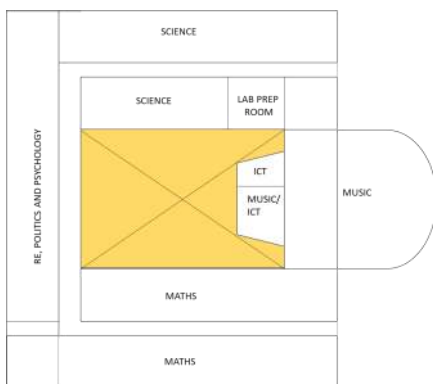 SCIENCE
SCIENCE
LAB PREP
ROOM
ICT
MUSIC/
ICT
MUSIC
RE, POLITICS AND PSYCHOLOGY
MATHS
MATHS